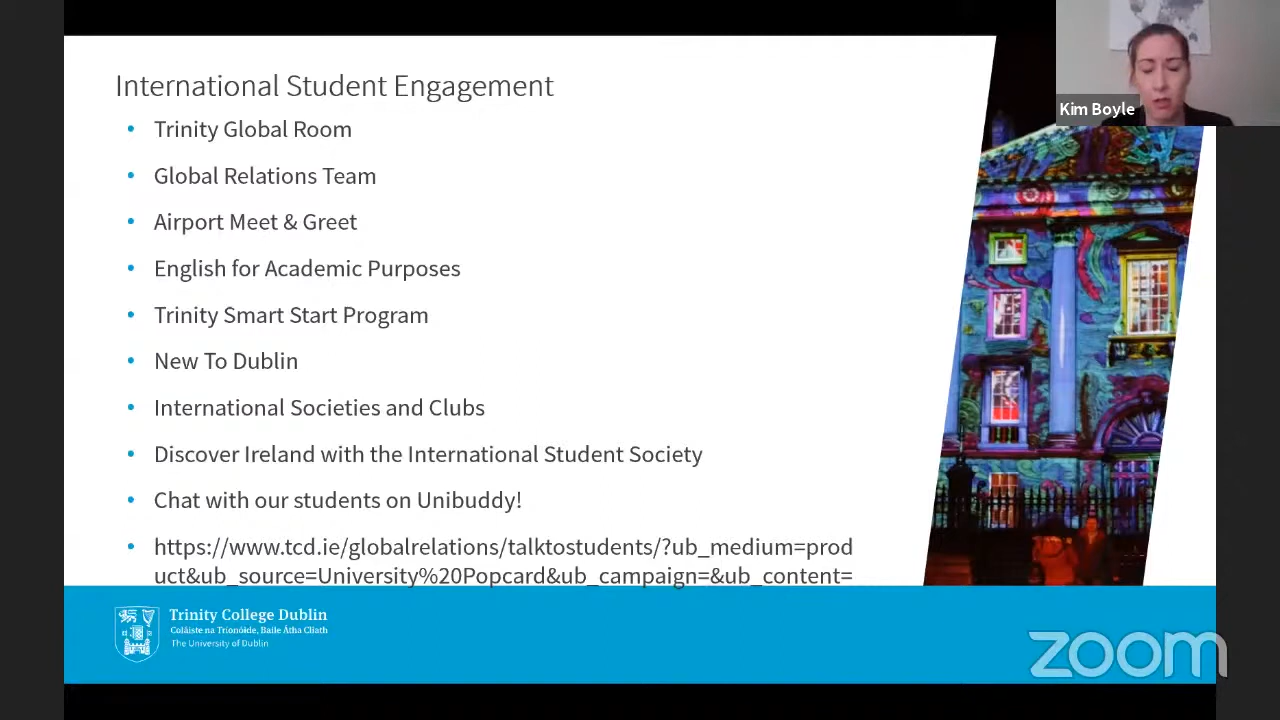 International Student Engagement
• Trinity Global Room
• Global Relations Team
• Airport Meet & Greet
• English for Academic Purposes
• Trinity Smart Start Program
• New To Dublin
• International Societies and Clubs
• Discover Ireland with the International Student Society
• Chat with our students on Unibuddy!
• https://www.tcd.ie/globalrelations/talktostudents/?ub_medium=prod
uct&ub_source=University%20Popcard&ub_campaign=&ub_content=
Kim Boyle
Trinity College Dublin
Coláiste na Tríonóide, Baile Átha Cliath
The University of Dublin
zoom